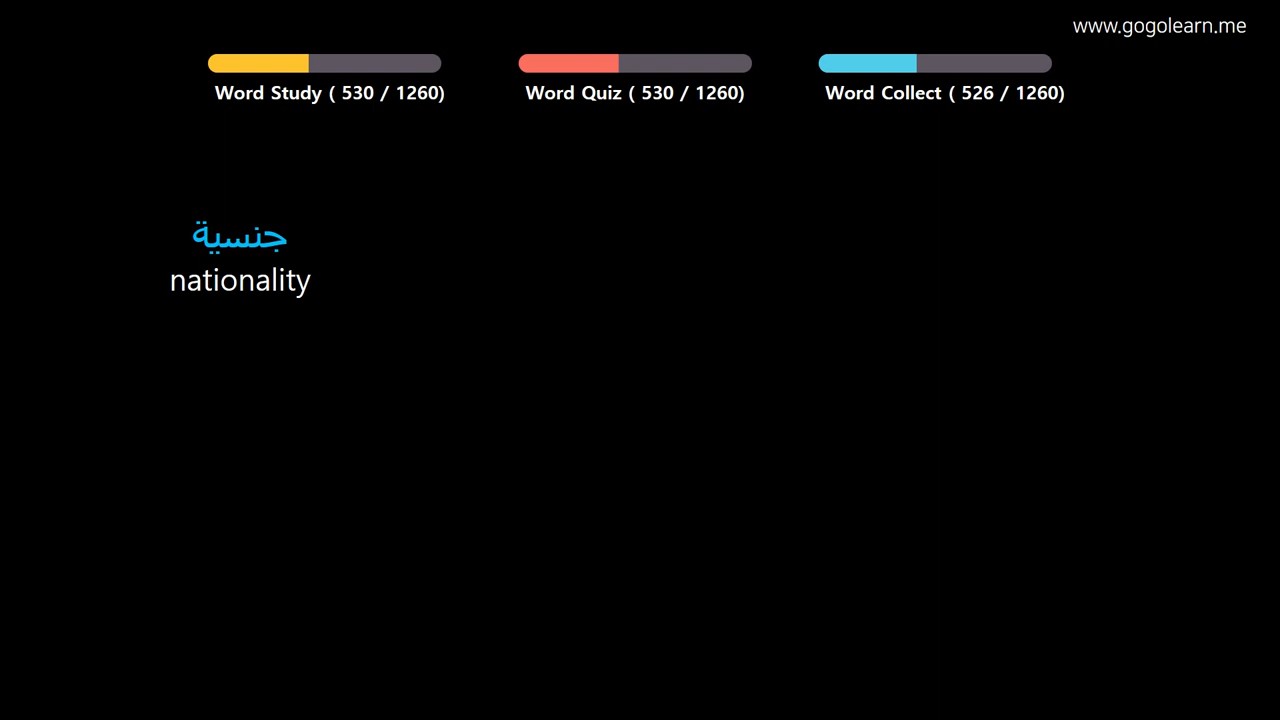 www.gogolearn.me
Word Study ( 530 / 1260)
Word Quiz ( 530 / 1260)
Word Collect ( 526 / 1260)
جنسية
nationality